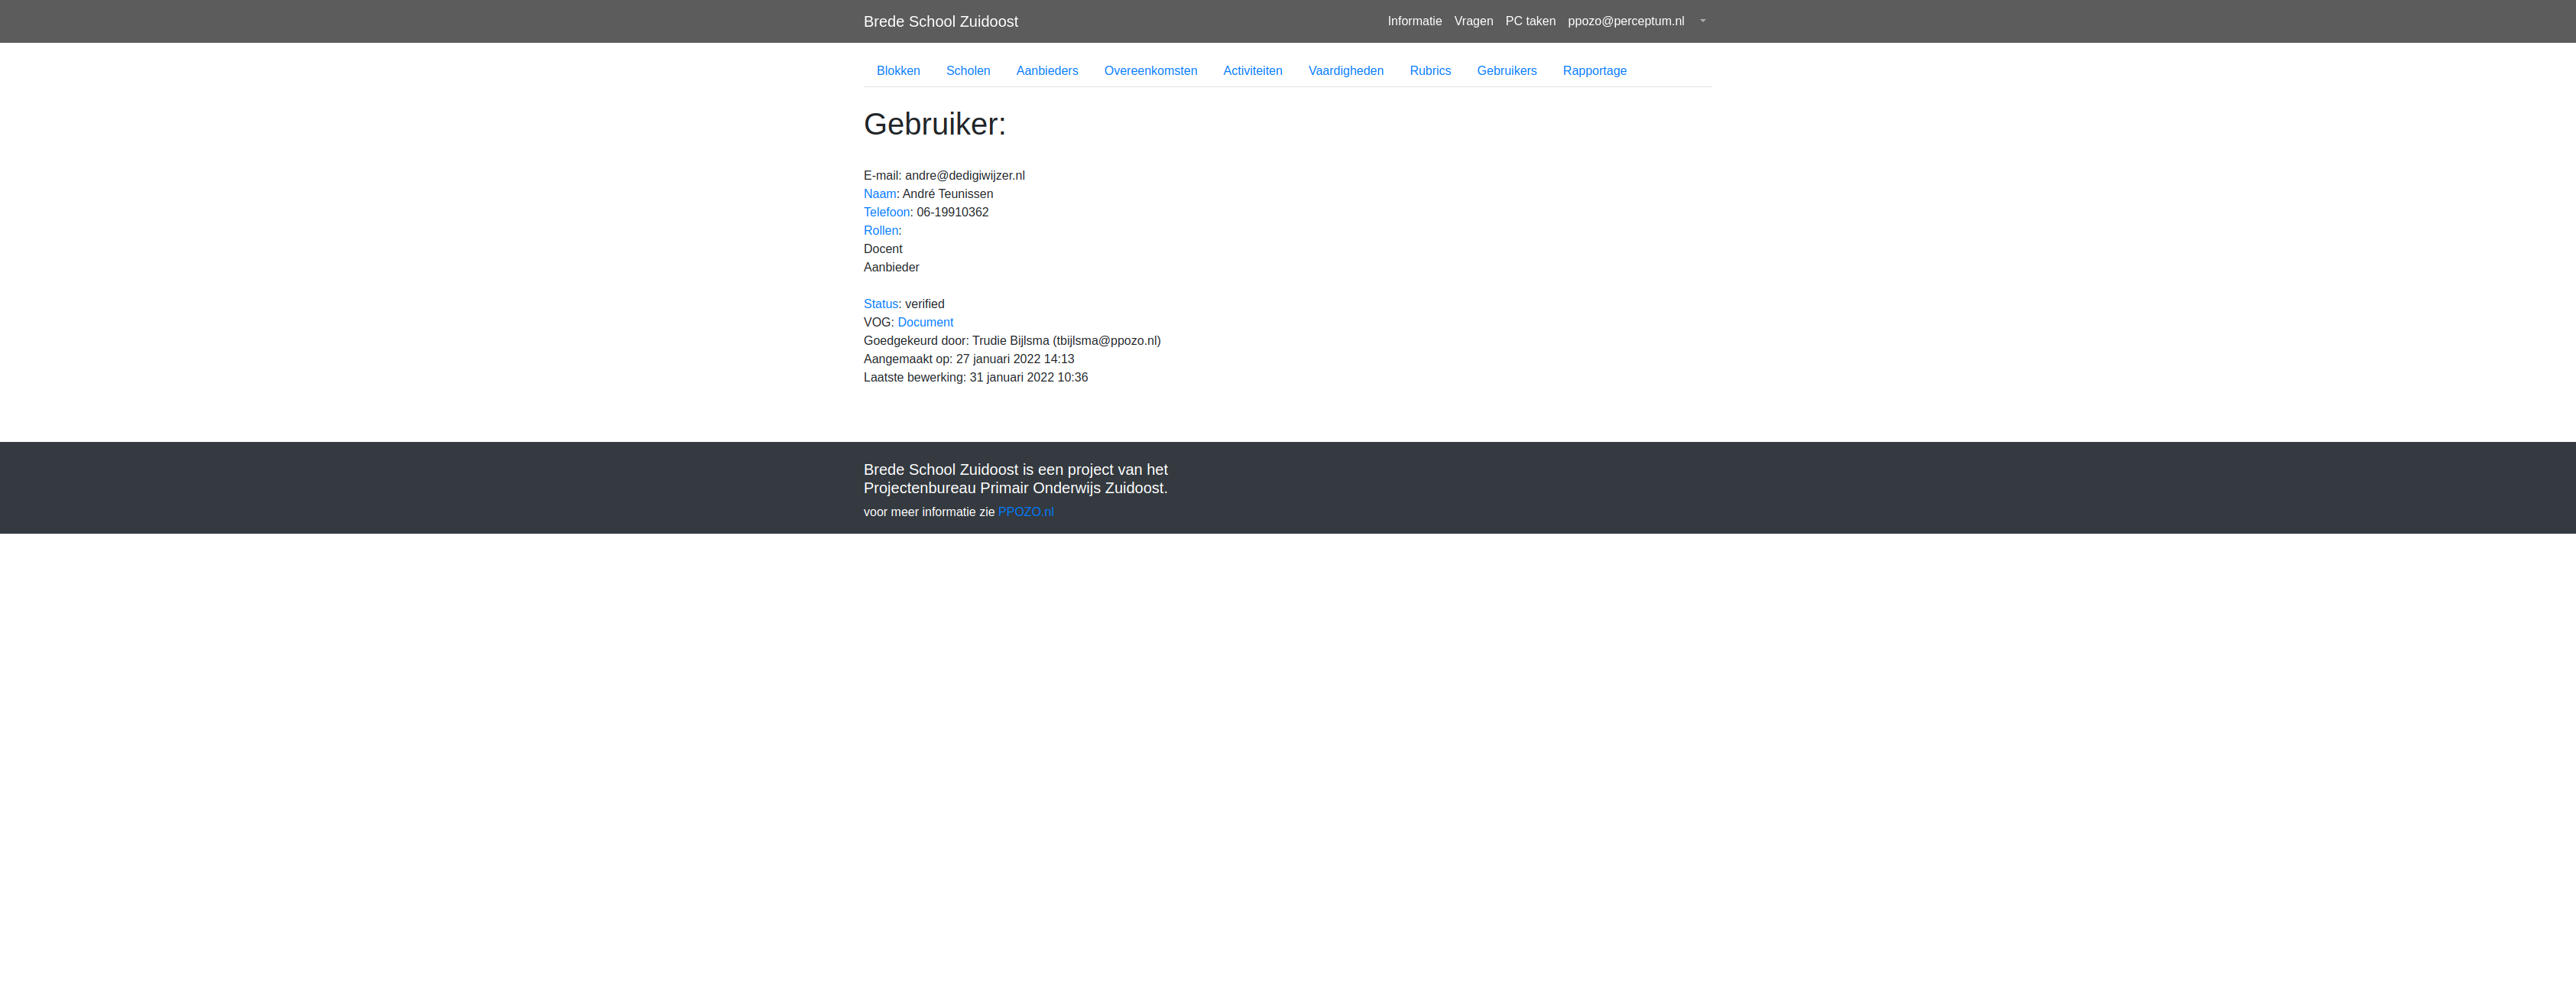 Brede School Zuidoost Informatie Vragen PC taken ppozo@perceptum.nl
Blokken Scholen Aanbieders Overeenkomsten Activiteiten Vaardigheden Rubrics Gebruikers Rapportage
Gebruiker:
E-mail: andre@dedigiwijzer.nl
Naam: André Teunissen
Telefoon: 06-19910362
Rollen:
Docent
Aanbieder
Status: verified
VOG: Document
Goedgekeurd door: Trudie Bijlsma (tbijlsma@ppozo.nl)
Aangemaakt op: 27 januari 2022 14:13
Laatste bewerking: 31 januari 2022 10:36
Brede School Zuidoost is een project van het
Projectenbureau Primair Onderwijs Zuidoost.
voor meer informatie zie PPOZO.nl